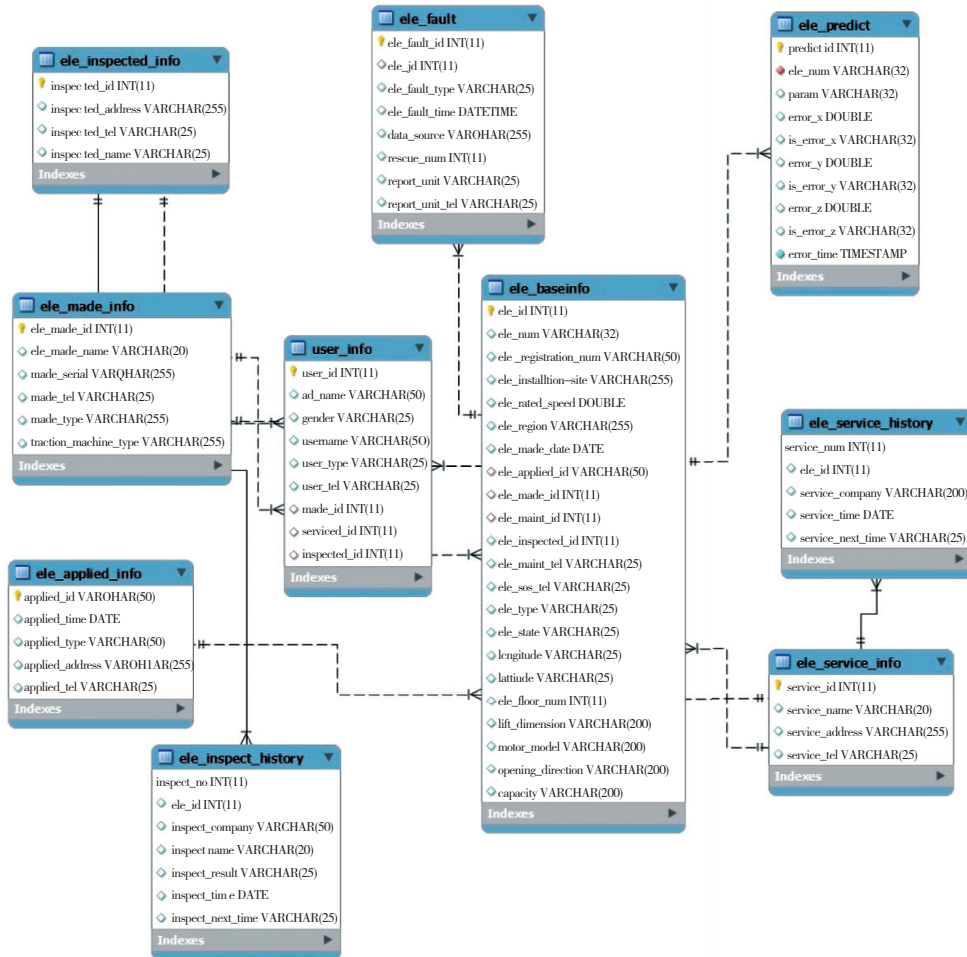 ele_inspected_info
inspec ted_id INT(11)
inspec ted_address VARCHAR(255)
inspec ted_tel VARCHAR(25)
inspec ted_name VARCHAR(25)
Indexes
ele_fault
ele_fault_id INT(11)
ele_jd INT(11)
ele_fault_type VARCHAR(25)
ele_fault_time DATETIME
data_source VAROHAR(255)
rescue_num INT(11)
report_unit VARCHAR(25)
report_unit_tel VARCHAR(25)
Indexes
ele_predict
predict id INT(11)
ele_num VARCHAR(32)
param VARCHAR(32)
error_x DOUBLE
is_error_x VARCHAR(32)
error_y DOUBLE
is_error_y VARCHAR(32)
error_z DOUBLE
is_error_z VARCHAR(32)
error_time TIMESTAMP
Indexes
ele_made_info
ele_made_id INT(11)
ele_made_name VARCHAR(20)
made_serial VARQHAR(255)
made_tel VARCHAR(25)
made_type VARCHAR(255)
traction_machine_type VARCHAR(255)
Indexes
user_info
user_id INT(11)
ad_name VARCHAR(50)
gender VARCHAR(25)
username VARCHAR(5O)
user_type VARCHAR(25)
user_tel VARCHAR(25)
made_id INT(11)
serviced_id INT(11)
inspected_id INT(11)
Indexes
ele_baseinfo
ele_id INT(11)
ele_num VARCHAR(32)
ele _registration_num VARCHAR(50)
ele_installtion–site VARCHAR(255)
ele_rated_speed DOUBLE
ele_region VARCHAR(255)
ele_made_date DATE
ele_applied_id VARCHAR(50)
ele_made_id INT(11)
ele_maint_id INT(11)
ele_inspected_id INT(11)
ele_maint_tel VARCHAR(25)
ele_sos_tel VARCHAR(25)
ele_type VARCHAR(25)
ele_state VARCHAR(25)
lcngitude VARCHAR(25)
lattiude VARCHAR(25)
ele_floor_num INT(11)
lift_dimension VARCHAR(200)
motor_model VARCHAR(200)
opening_direction VARCHAR(200)
capacity VARCHAR(200)
Indexes
ele_service_history
service_num INT(11)
ele_id INT(11)
service_company VARCHAR(200)
service_time DATE
service_next_time VARCHAR(25)
Indexes
ele_applied_info
applied_id VAROHAR(50)
applied_time DATE
applied_type VARCHAR(50)
applied_address VAROH1AR(255)
applied_tel VARCHAR(25)
Indexes
ele_service_info
service_id INT(11)
service_name VARCHAR(20)
service_address VARCHAR(255)
service_tel VARCHAR(25)
Indexes
ele_inspect_history
inspect_no INT(11)
ele_id INT(11)
inspect_company VARCHAR(50)
inspect name VARCHAR(20)
inspect_result VARCHAR(25)
inspect_tim e DATE
inspect_next_time VARCHAR(25)
Indexes